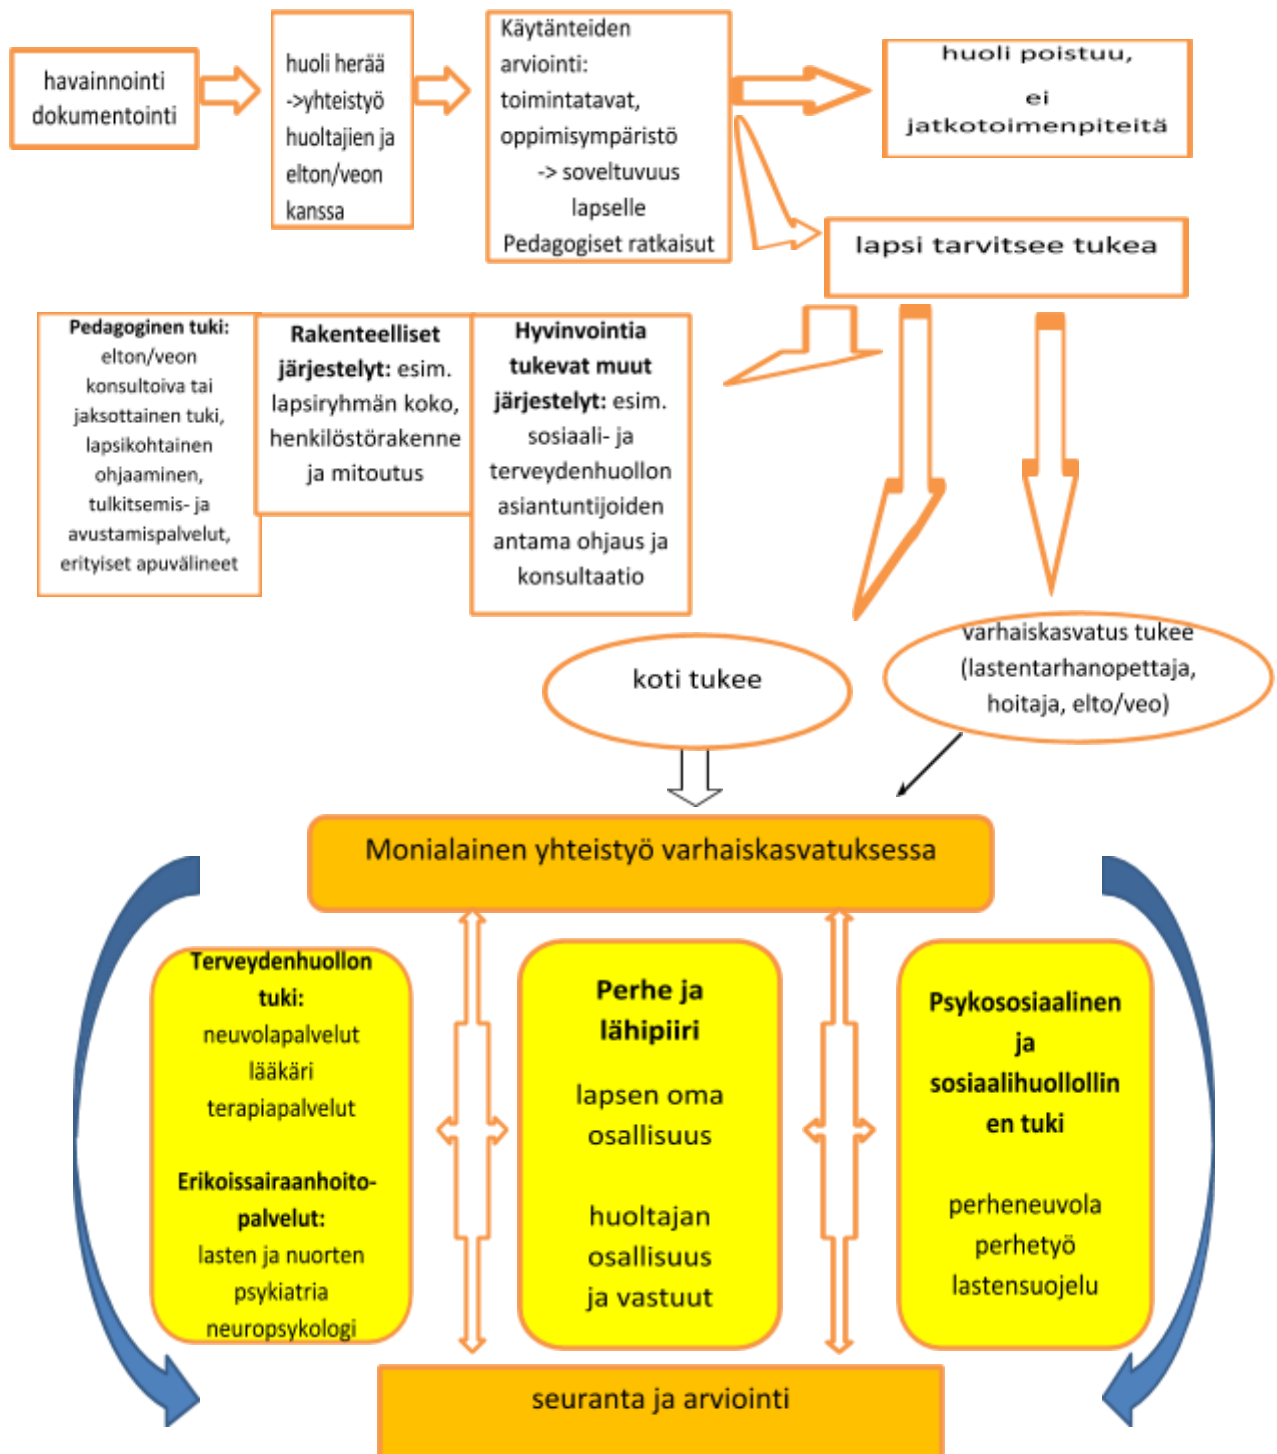 havainnointi
dokumentointi
huoli herää
->yhteistyö
huoltajien ja
elton/veon
kanssa
Käytänteiden
arviointi:
toimintatavat,
oppimisympäristö
-> soveltuvuus
lapselle
Pedagogiset ratkaisut
huoli poistuu,
ei
jatkotoimenpiteitä
lapsi tarvitsee tukea
Pedagoginen tuki:
elton/veon
konsultoiva tai
jaksottainen tuki,
lapsikohtainen
ohjaaminen,
tulkitsemis- ja
avustamispalvelut,
erityiset apuvälineet
Rakenteelliset
järjestelyt: esim.
lapsiryhmän koko,
henkilöstörakenne
ja mitoutus
Hyvinvointia
tukevat muut
järjestelyt: esim.
sosiaali- ja
terveydenhuollon
asiantuntijoiden
antama ohjaus ja
konsultaatio
koti tukee
varhaiskasvatus tukee
(lastentarhanopettaja,
hoitaja, elto/veo)
Monialainen yhteistyö varhaiskasvatuksessa
Terveydenhuollon
tuki:
neuvolapalvelut
lääkäri
terapiapalvelut
Erikoissairaanhoito-
palvelut:
lasten ja nuorten
psykiatria
neuropsykologi
Perhe ja
lähipiiri
lapsen oma
osallisuus
huoltajan
osallisuus
ja vastuut
Psykososiaalinen
ja
sosiaalihuollollin
en tuki
perheneuvola
perhetyö
lastensuojelu
seuranta ja arviointi